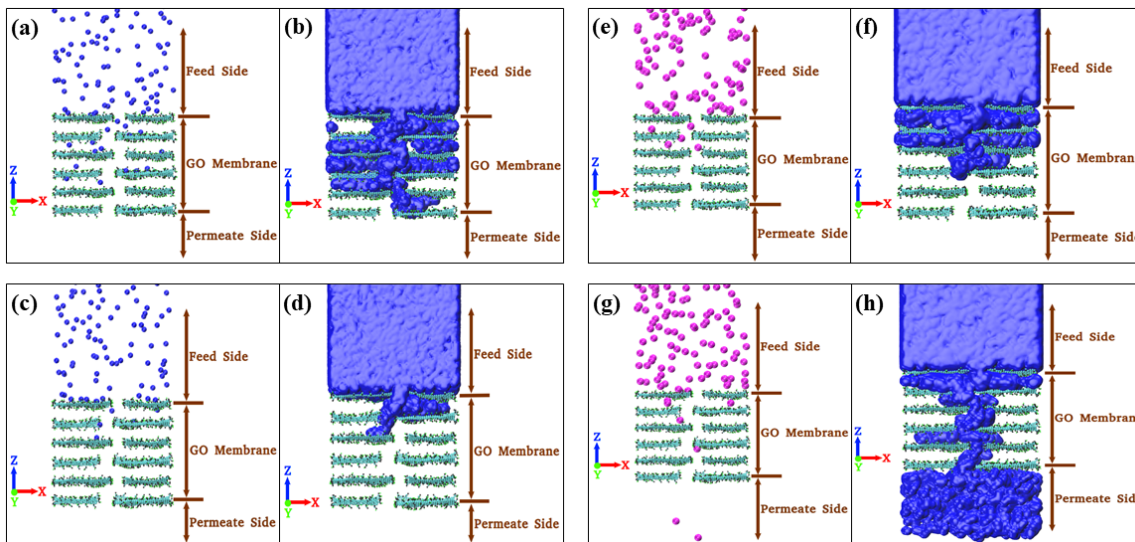 (a)
Feed Side
GO Membrane
Permeate Side
Z
Y
X
(b)
Feed Side
GO Membrane
Permeate Side
Z
Y
X
(e)
Feed Side
GO Membrane
Permeate Side
Z
Y
X
(f)
Feed Side
GO Membran
Permeate Sid
Z
Y
X
(c)
Feed Side
GO Membrane
Permeate Side
Z
Y
X
(d)
Feed Side
GO Membrane
Permeate Side
Z
Y
X
(g)
Feed Side
GO Membrane
Permeate Side
Z
Y
X
(h)
Feed Side
GO Membran
Permeate Sid
Z
Y
X